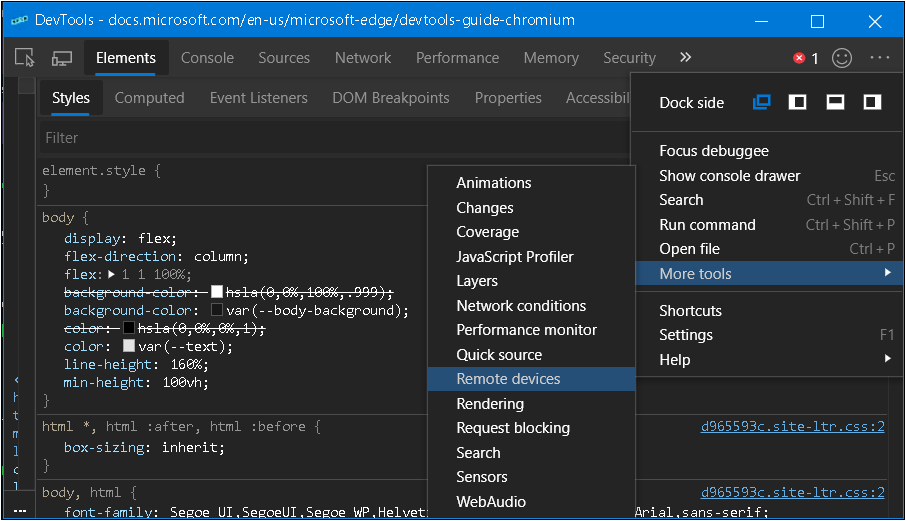 DevTools - docs.microsoft.com/en-us/microsoft-edge/devtools-guide-chromium
Elements Console Sources Network Performance Memory Security » 1 ···
Styles Computed Event Listeners DOM Breakpoints Properties Accessibil
Filter
element.style {
}
body {
display: flex;
flex-direction: column;
flex: 1 1 100%;
background-color: hsla(0,0%,100%,.999);
background-color: var(--body-background);
color: hsla(0,0%,0%,1);
color: var(--text);
line-height: 160%;
min-height: 100vh;
}
html *, html :after, html :before {
d965593c.site-ltr.css:2
box-sizing: inherit;
}
body, html {
d965593c.site-ltr.css:2
font-family: Segoe UI,SegoeUI,Segoe WP,Helvet
Arial,sans-serif;
Dock side
Focus debuggee
Show console drawer Esc
Search Ctrl + Shift + F
Run command Ctrl + Shift + P
Open file Ctrl + P
More tools
Shortcuts
Settings F1
Help
Animations
Changes
Coverage
JavaScript Profiler
Layers
Network conditions
Performance monitor
Quick source
Remote devices
Rendering
Request blocking
Search
Sensors
WebAudio